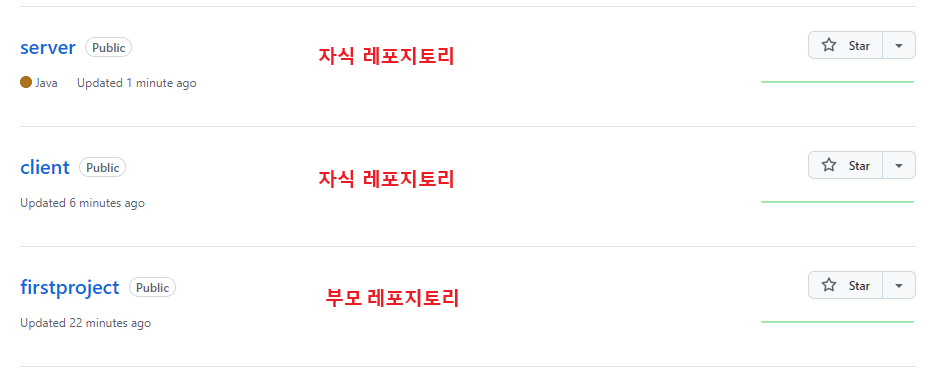 server Public 자식 레포지토리 Star
Java Updated 1 minute ago
client Public 자식 레포지토리 Star
Updated 6 minutes ago
firstproject Public 부모 레포지토리 Star
Updated 22 minutes ago